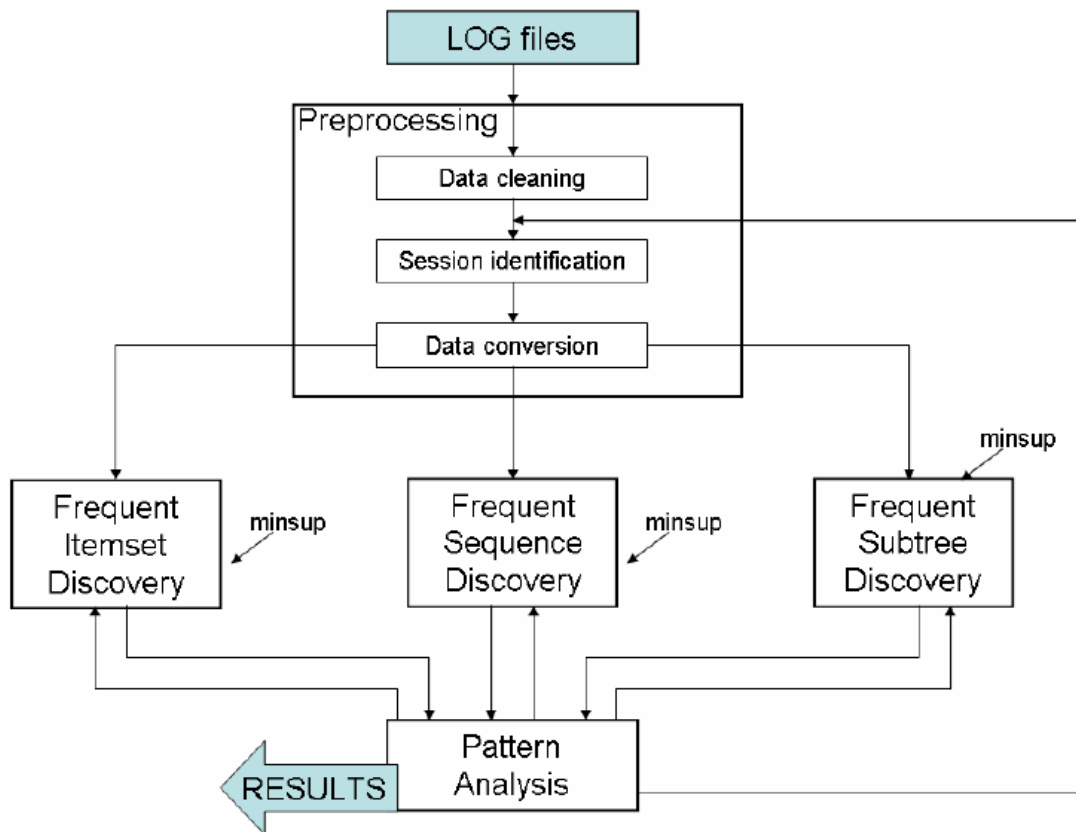 LOG files
Preprocessing
Data cleaning
Session identification
Data conversion
minsup
Frequent
Itemset
Discovery
minsup
Frequent
Sequence
Discovery
minsup
Frequent
Subtree
Discovery
Pattern
Analysis
RESULTS